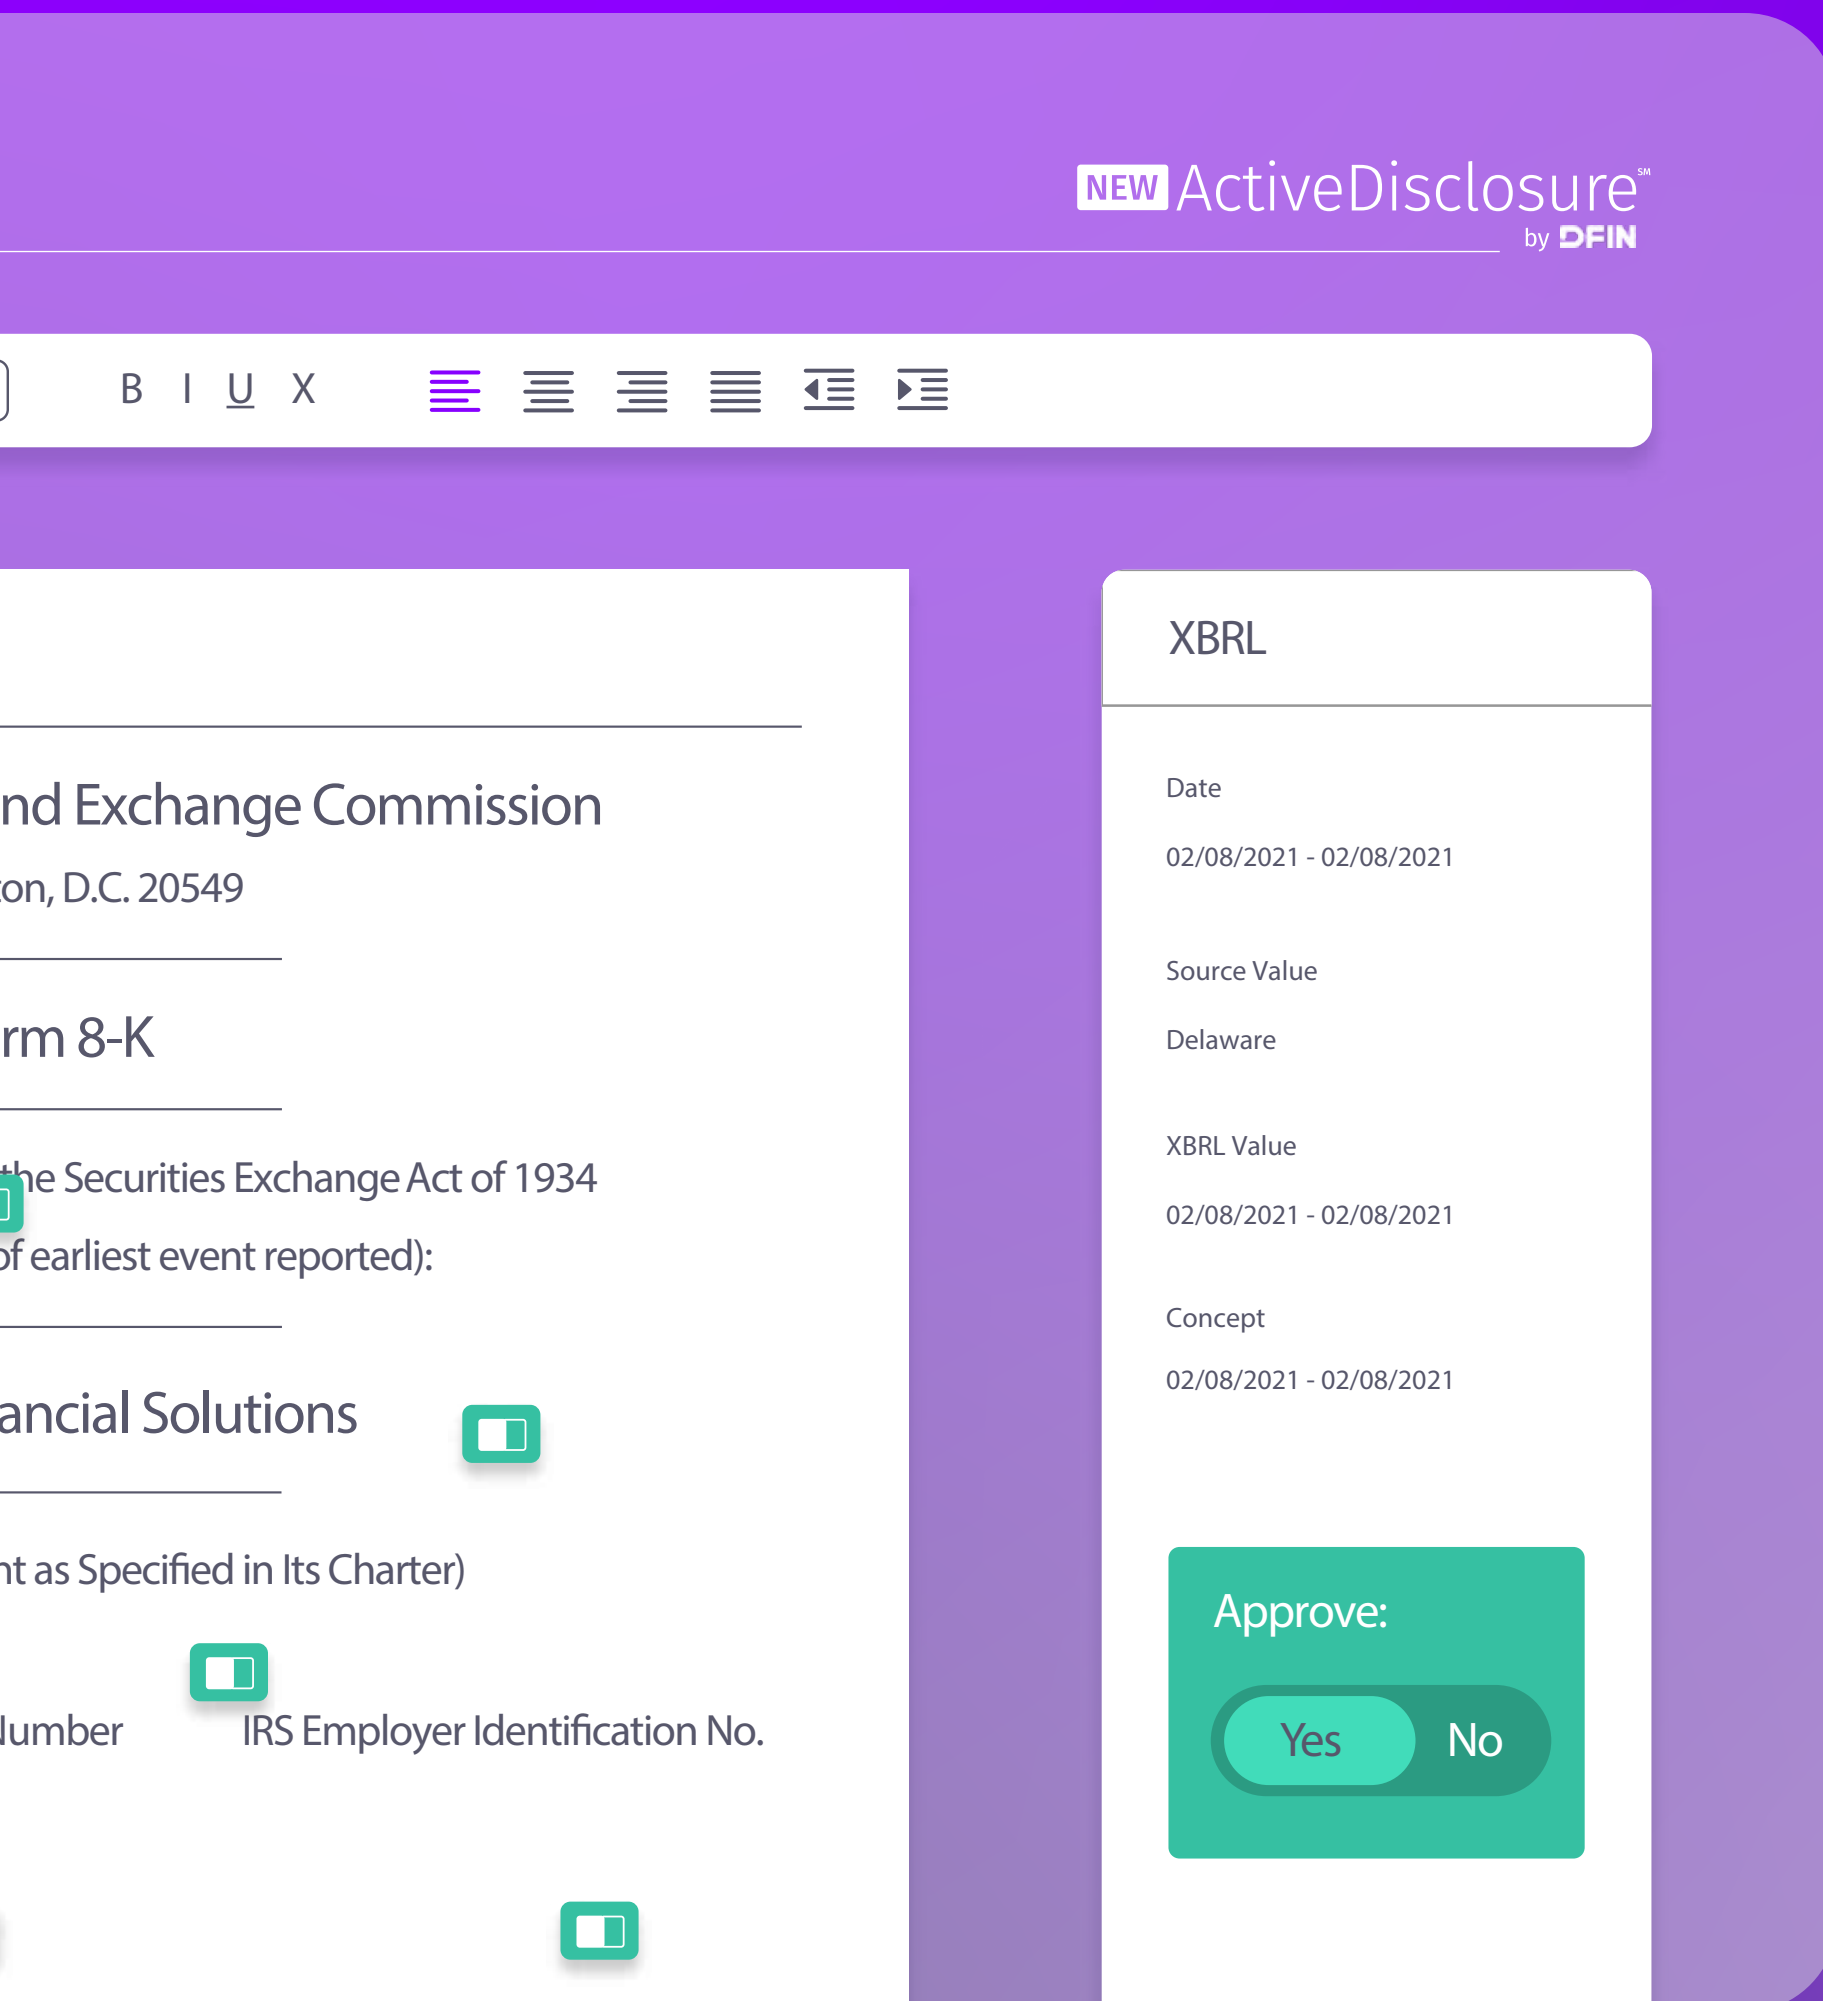 NEW ActiveDisclosure℠
by DFIN
B I U X
XBRL
nd Exchange Commission
on, D.C. 20549
rm 8-K
the Securities Exchange Act of 1934
of earliest event reported):
ancial Solutions
nt as Specified in Its Charter)
Number IRS Employer Identification No.
Date
02/08/2021 - 02/08/2021
Source Value
Delaware
XBRL Value
02/08/2021 - 02/08/2021
Concept
02/08/2021 - 02/08/2021
Approve:
Yes No